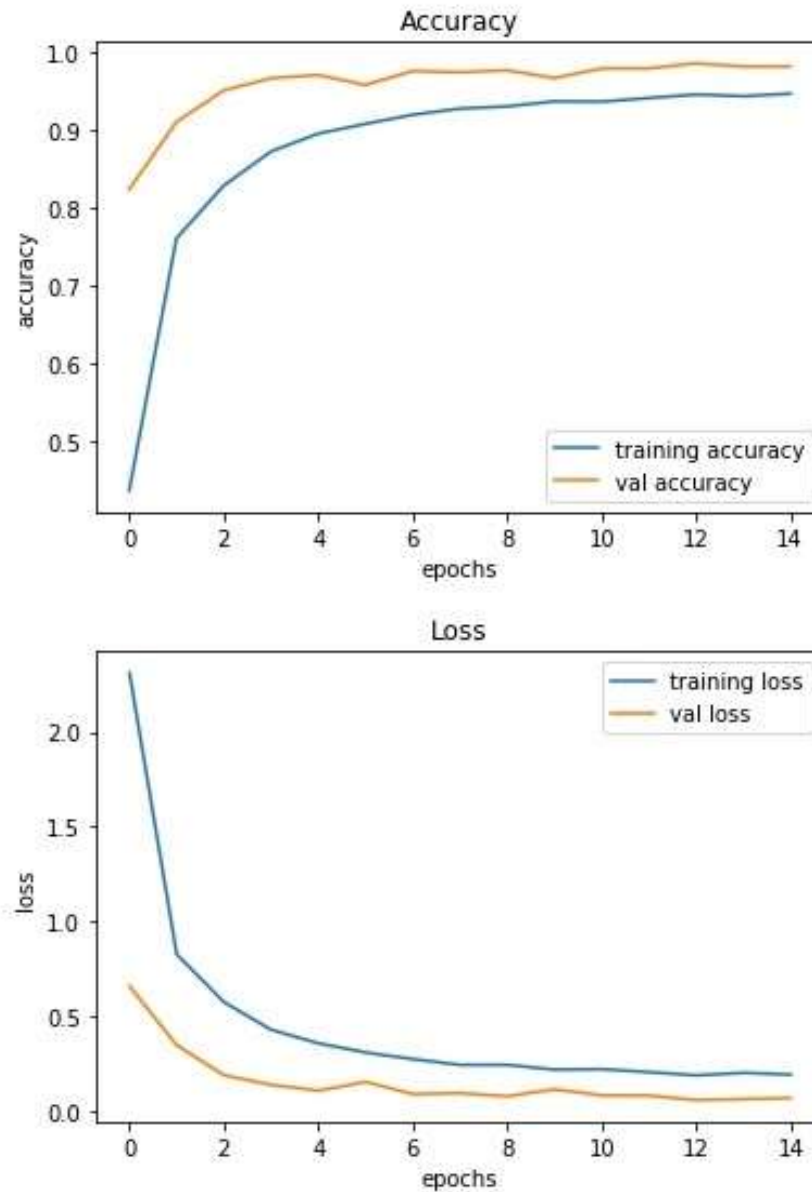 Accuracy
1.0
0.9
0.8
0.7
0.6
0.5
accuracy
training accuracy
val accuracy
0 2 4 6 8 10 12 14
epochs
Loss
training loss
val loss
2.0
1.5
1.0
0.5
0.0
loss
0 2 4 6 8 10 12 14
epochs